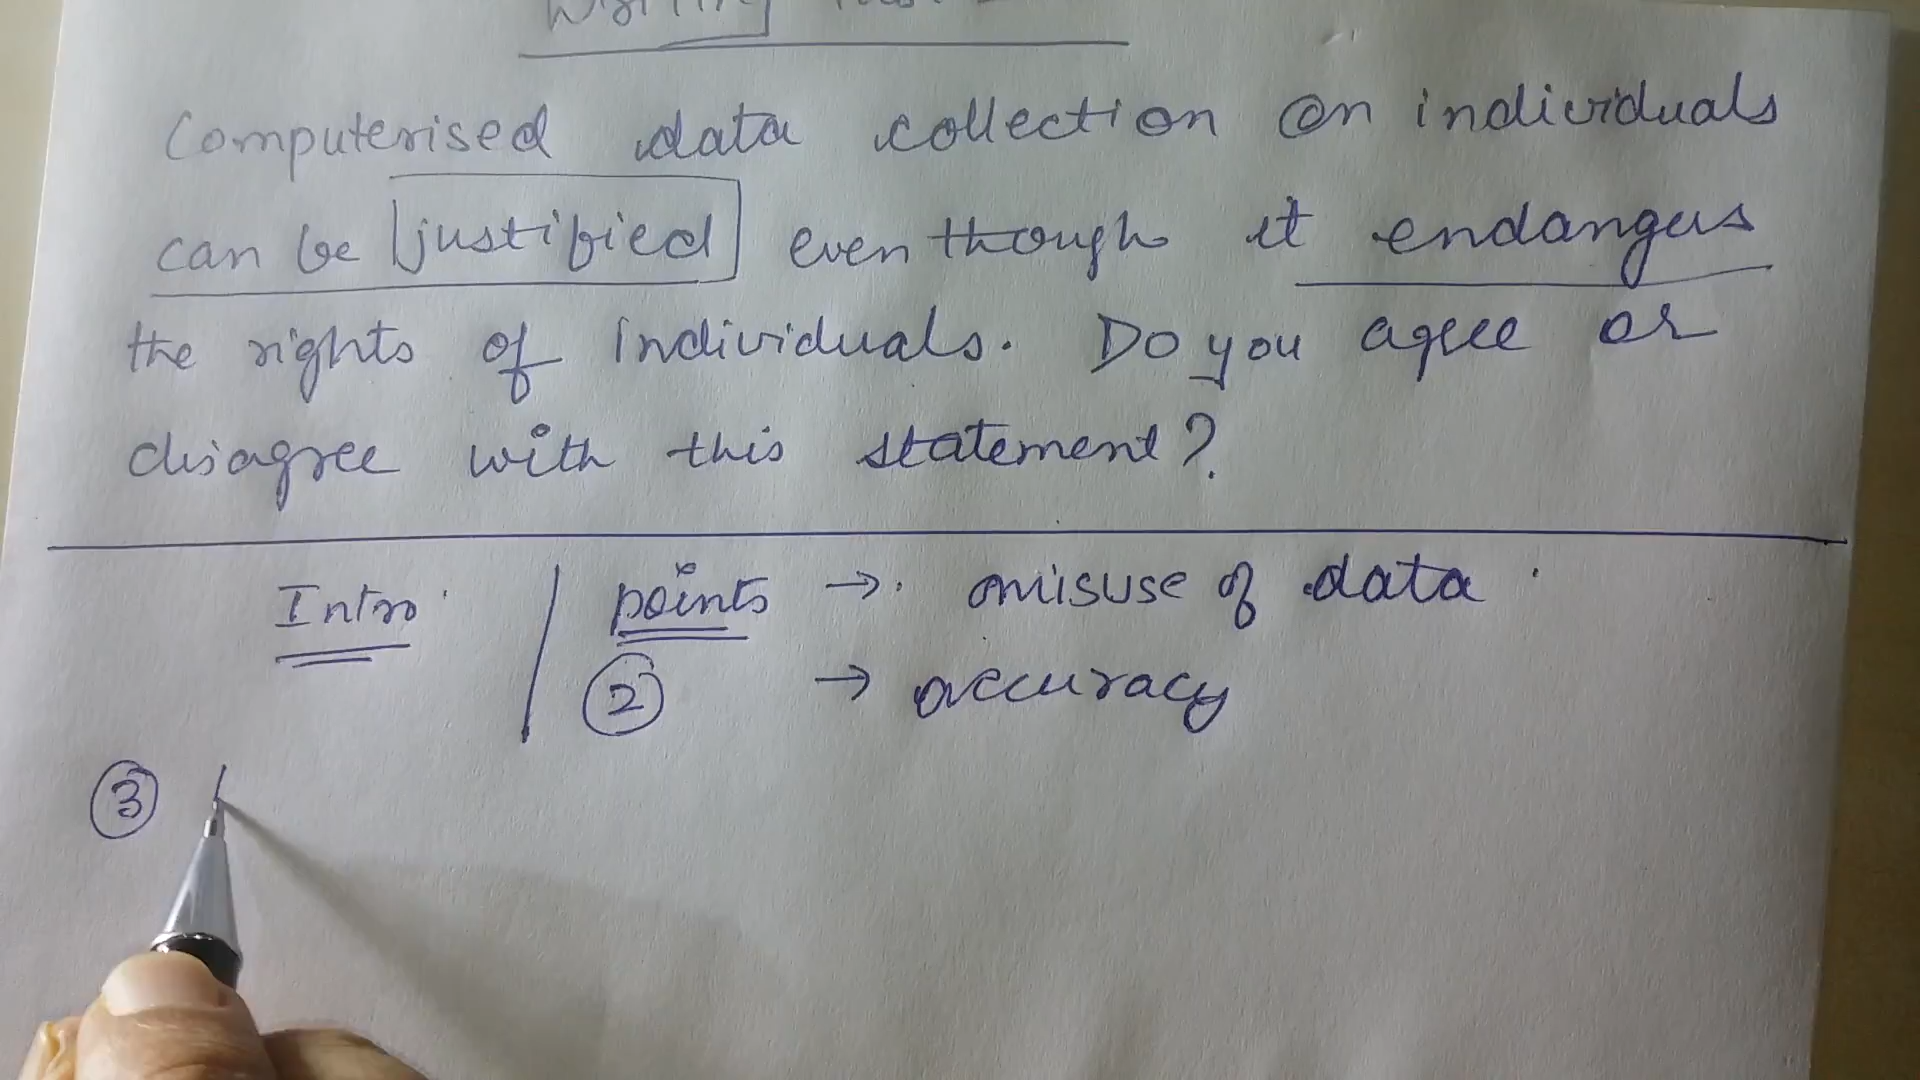 Writing
Computerised data collection on individuals
can be justified even though it endangers
the rights of individuals. Do you agree or
disagree with this statement?
Intro points → misuse of data
② → accuracy
③